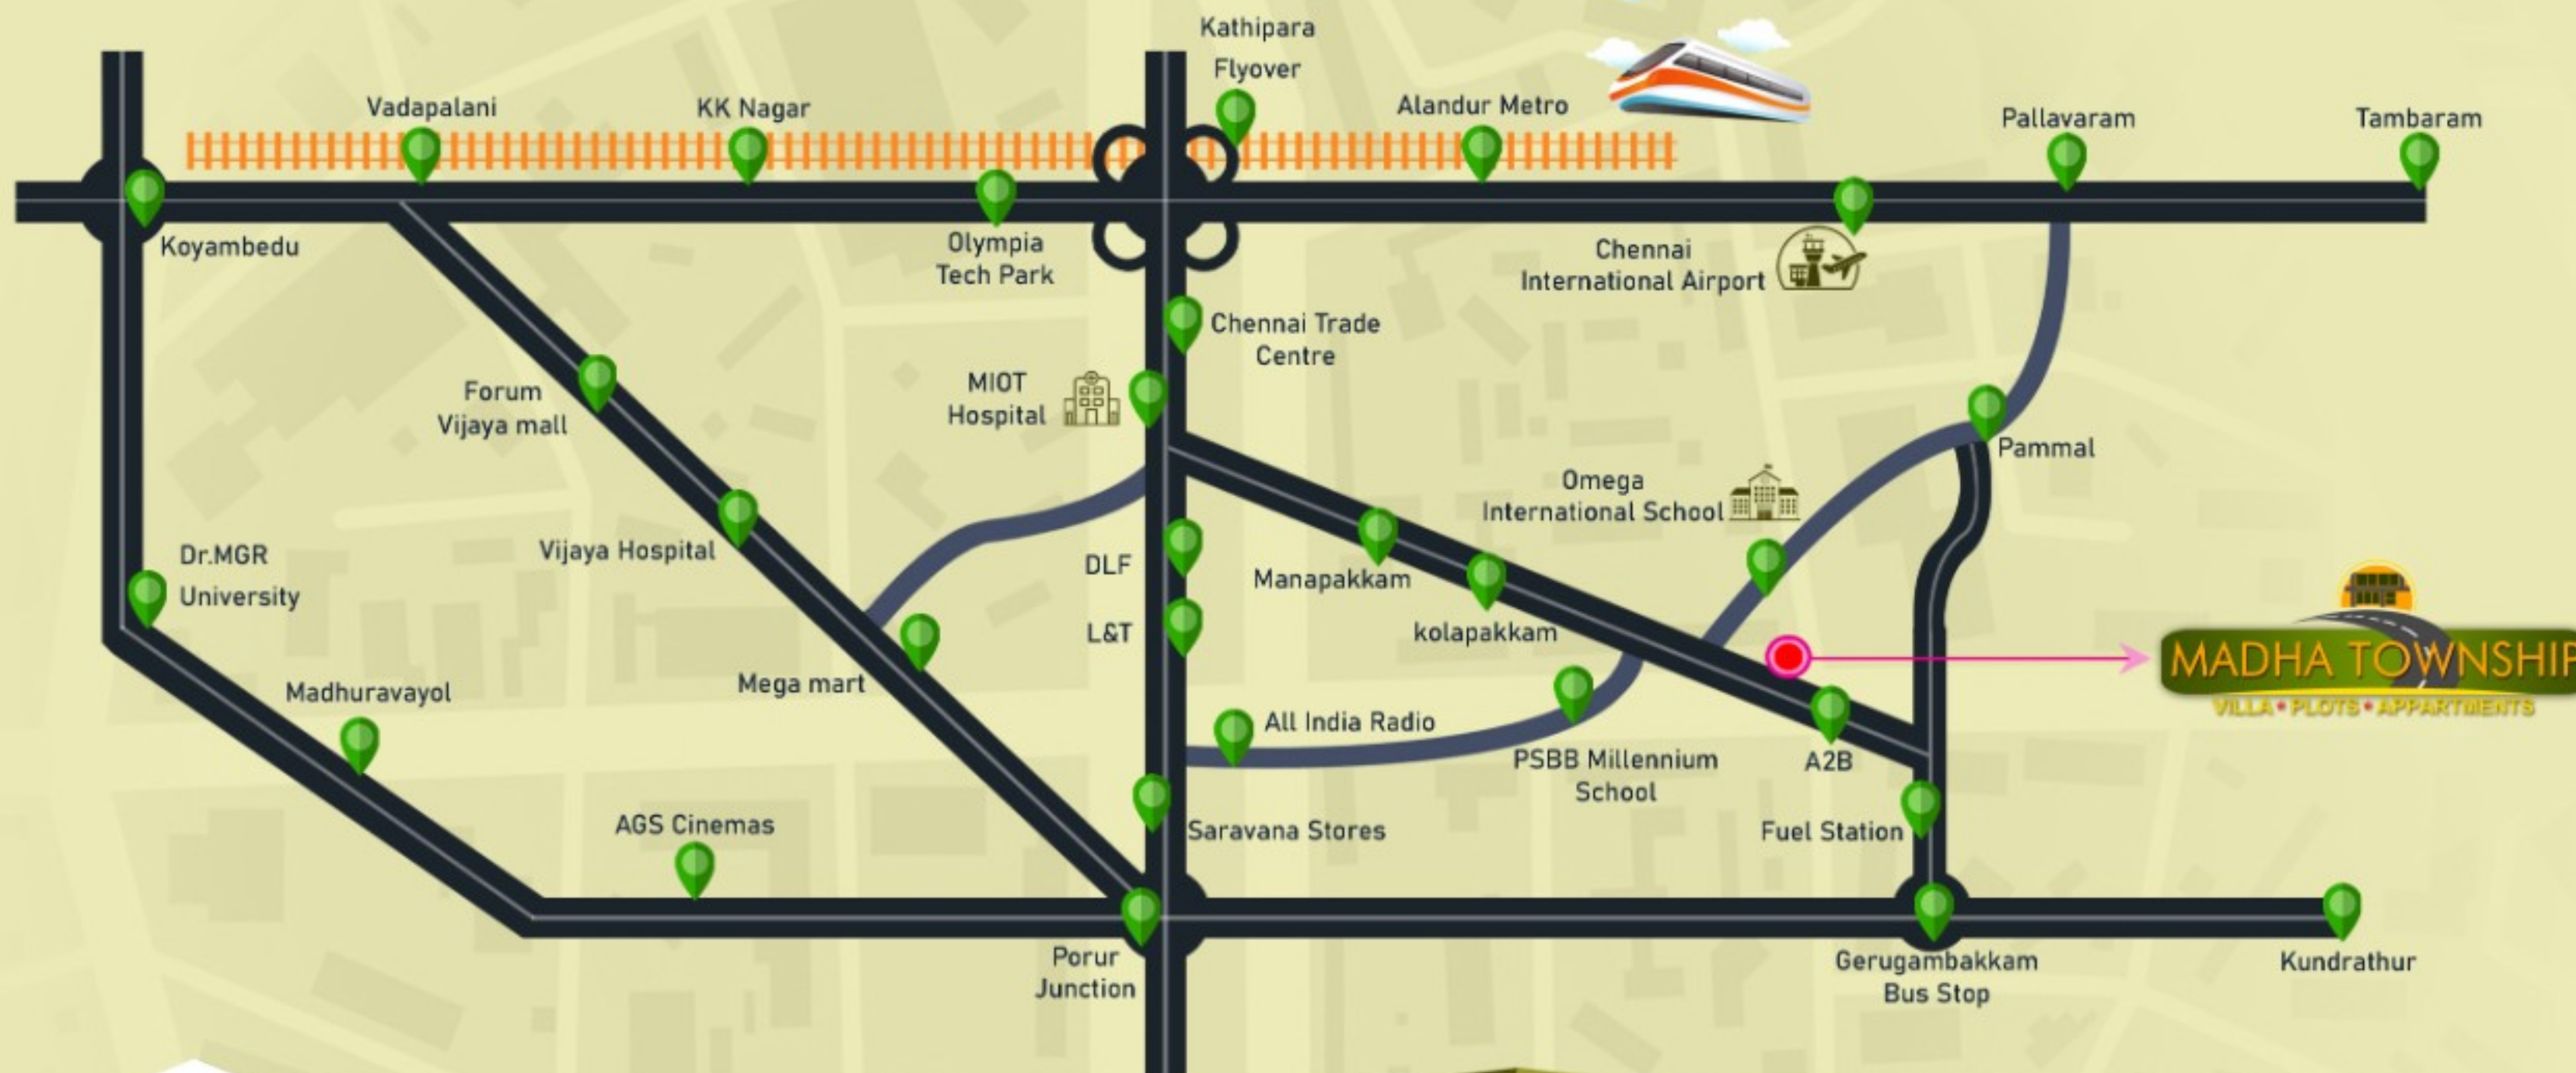 Kathipara
Flyover
Vadapalani
KK Nagar
Alandur Metro
Pallavaram
Tambaram
Koyambedu
Olympia
Tech Park
Chennai
International Airport
Chennai Trade
Centre
MIOT
Hospital
Forum
Vijaya mall
Pammal
Omega
International School
Vijaya Hospital
Dr.MGR
University
DLF
Manapakkam
L&T
kolapakkam
MADHA TOWNSHIP
VILLA • PLOTS • APPARTMENTS
Mega mart
Madhuravayol
All India Radio
PSBB Millennium
School
A2B
AGS Cinemas
Saravana Stores
Fuel Station
Porur
Junction
Gerugambakkam
Bus Stop
Kundrathur